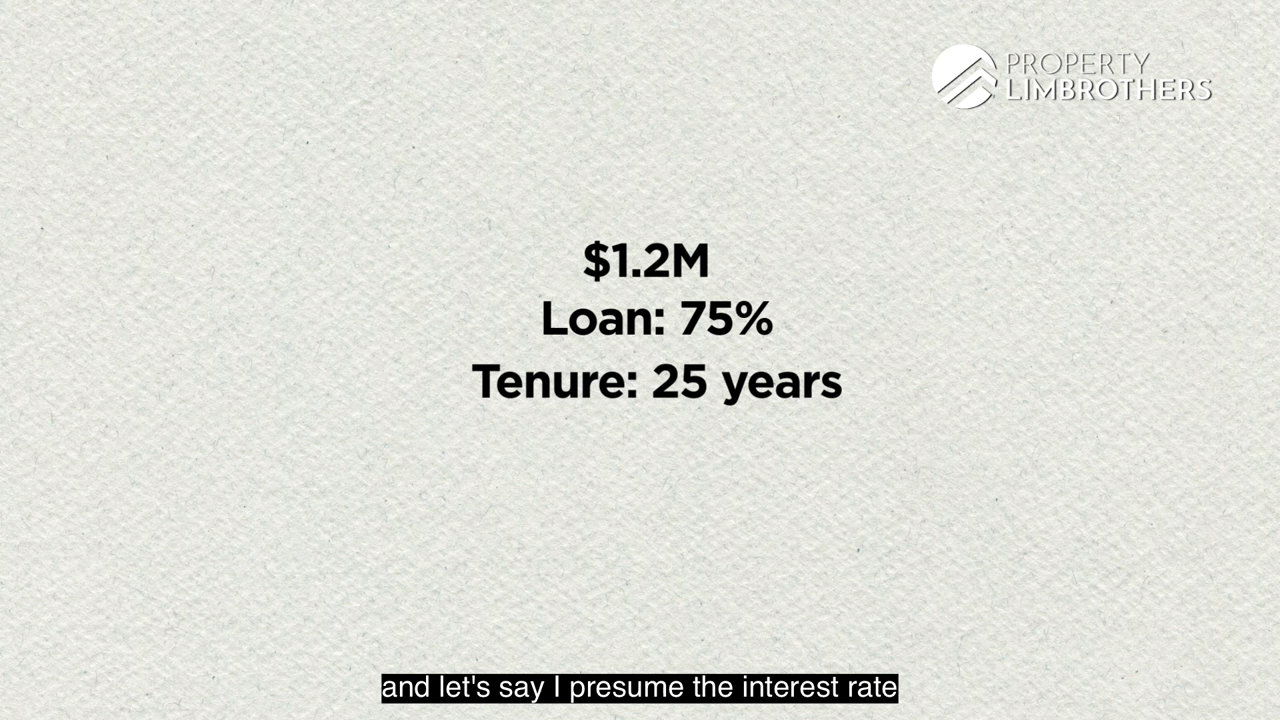 PROPERTY
LIMBROTHERS
$1.2M
Loan: 75%
Tenure: 25 years
and let's say I presume the interest rate